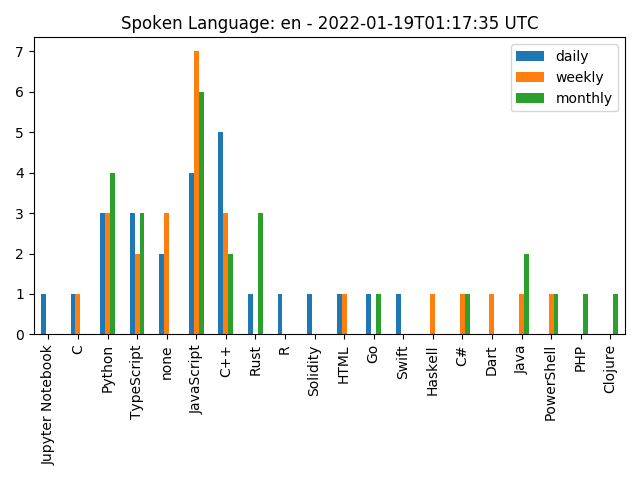 Spoken Language: en - 2022-01-19T01:17:35 UTC
daily
weekly
monthly
7
6
5
4
3
2
1
0
Jupyter Notebook
C
Python
TypeScript
none
JavaScript
C++
Rust
R
Solidity
HTML
Go
Swift
Haskell
C#
Dart
Java
PowerShell
PHP
Clojure